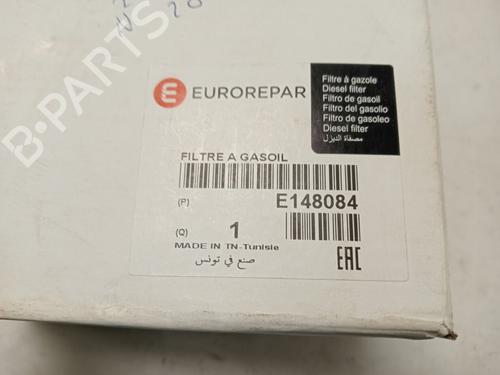 B-PARTS
EUROREPAR
Filtre à gazole
Diesel filter
Filtro de gasoil
Filtro del gasolio
Filtro de gasoleo
Diesel filter
مصفاة الديزل
FILTRE A GASOIL
(P)
E148084
(Q)
1
MADE IN TN-Tunisie
صنع في تونس
EAC